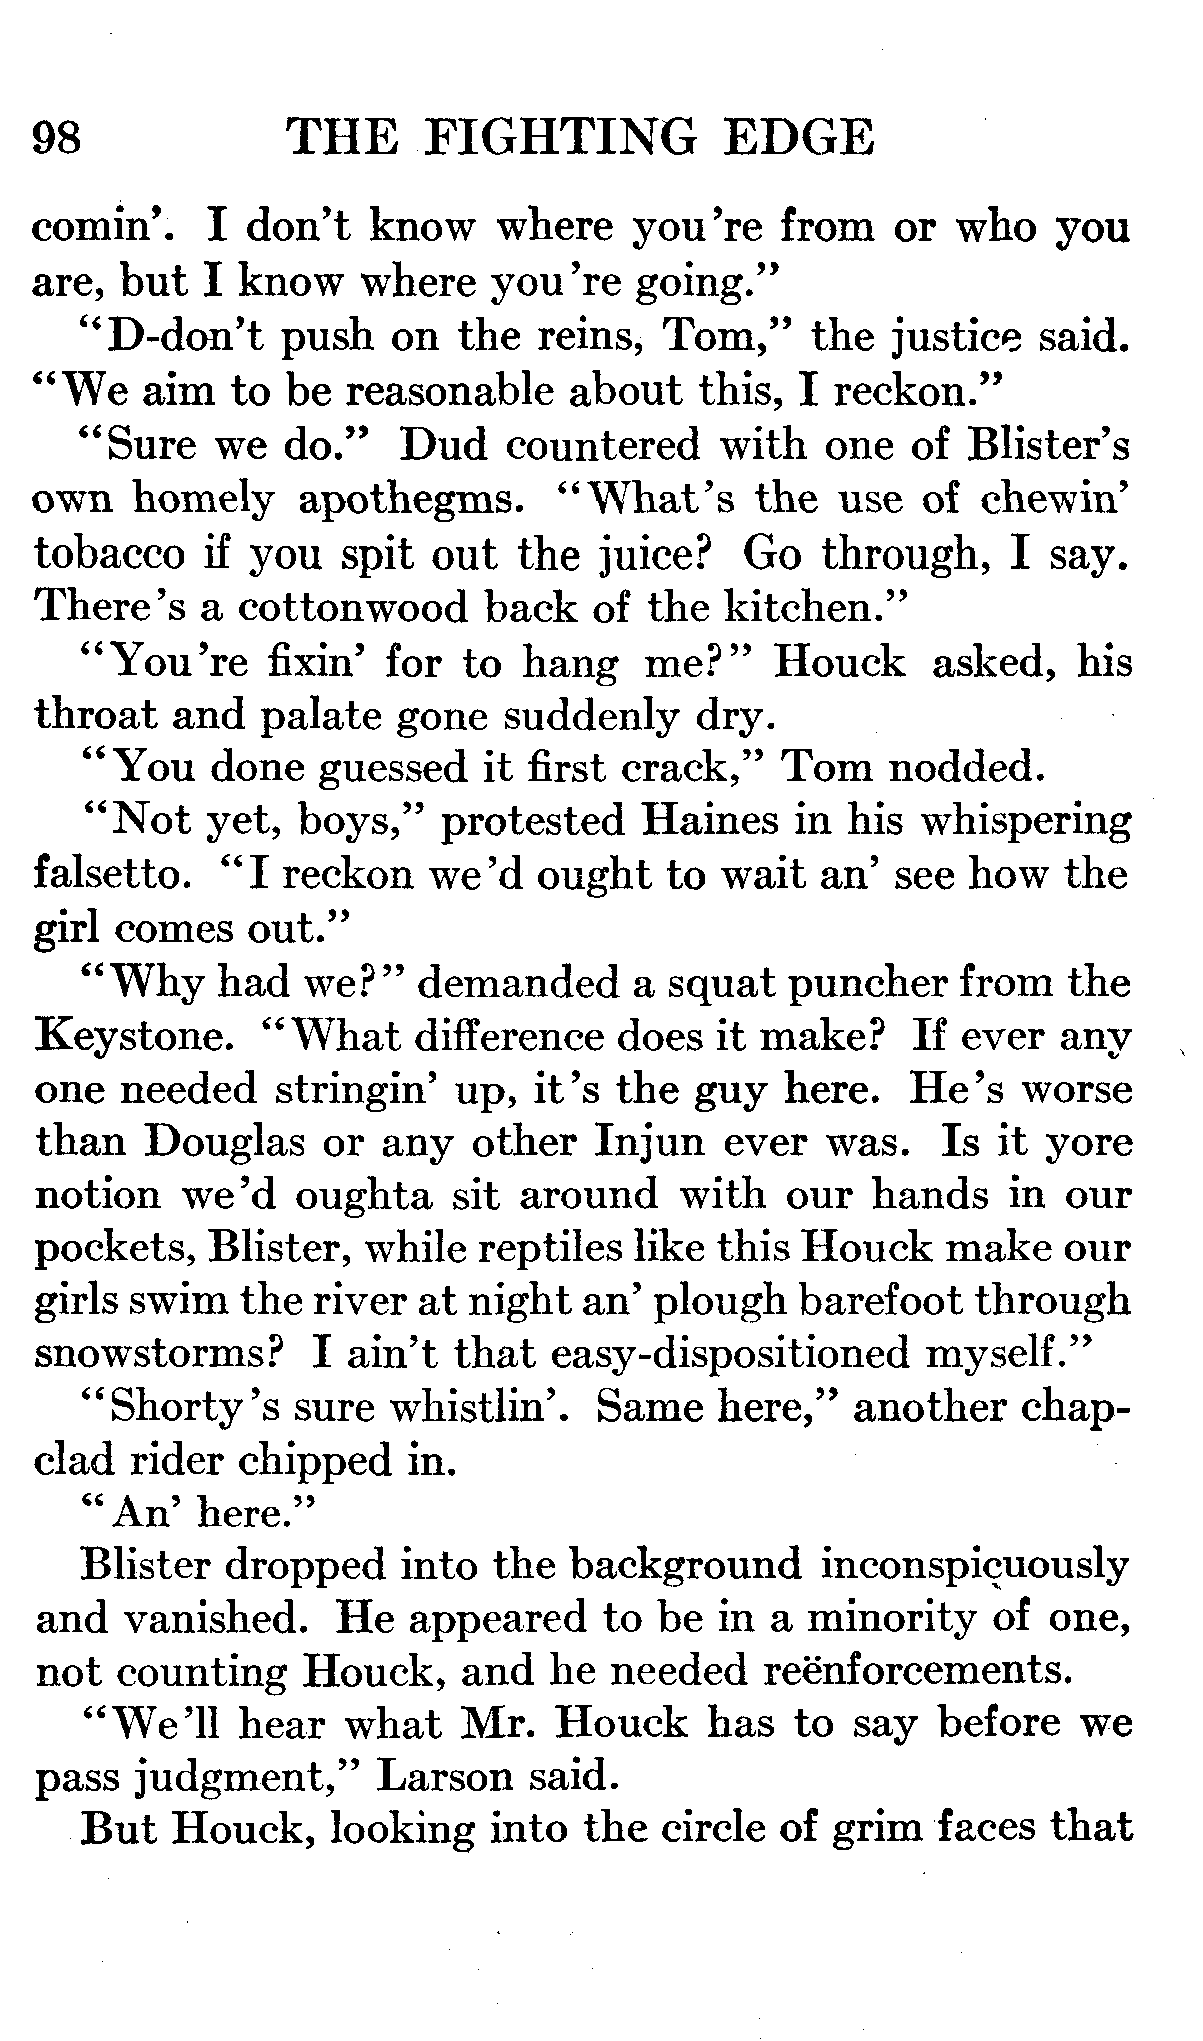 98 THE FIGHTING EDGE
comin'. I don't know where you're from or who you
are, but I know where you're going."
"D-don't push on the reins, Tom," the justice said.
"We aim to be reasonable about this, I reckon."
"Sure we do." Dud countered with one of Blister's
own homely apothegms. "What's the use of chewin'
tobacco if you spit out the juice? Go through, I say.
There's a cottonwood back of the kitchen."
"You're fixin' for to hang me?" Houck asked, his
throat and palate gone suddenly dry.
"You done guessed it first crack," Tom nodded.
"Not yet, boys," protested Haines in his whispering
falsetto. "I reckon we'd ought to wait an' see how the
girl comes out."
"Why had we?" demanded a squat puncher from the
Keystone. "What difference does it make? If ever any
one needed stringin' up, it's the guy here. He's worse
than Douglas or any other Injun ever was. Is it yore
notion we'd oughta sit around with our hands in our
pockets, Blister, while reptiles like this Houck make our
girls swim the river at night an' plough barefoot through
snowstorms? I ain't that easy-dispositioned myself."
"Shorty's sure whistlin'. Same here," another chap-
clad rider chipped in.
"An' here."
Blister dropped into the background inconspicuously
and vanished. He appeared to be in a minority of one,
not counting Houck, and he needed reënforcements.
"We'll hear what Mr. Houck has to say before we
pass judgment," Larson said.
But Houck, looking into the circle of grim faces that